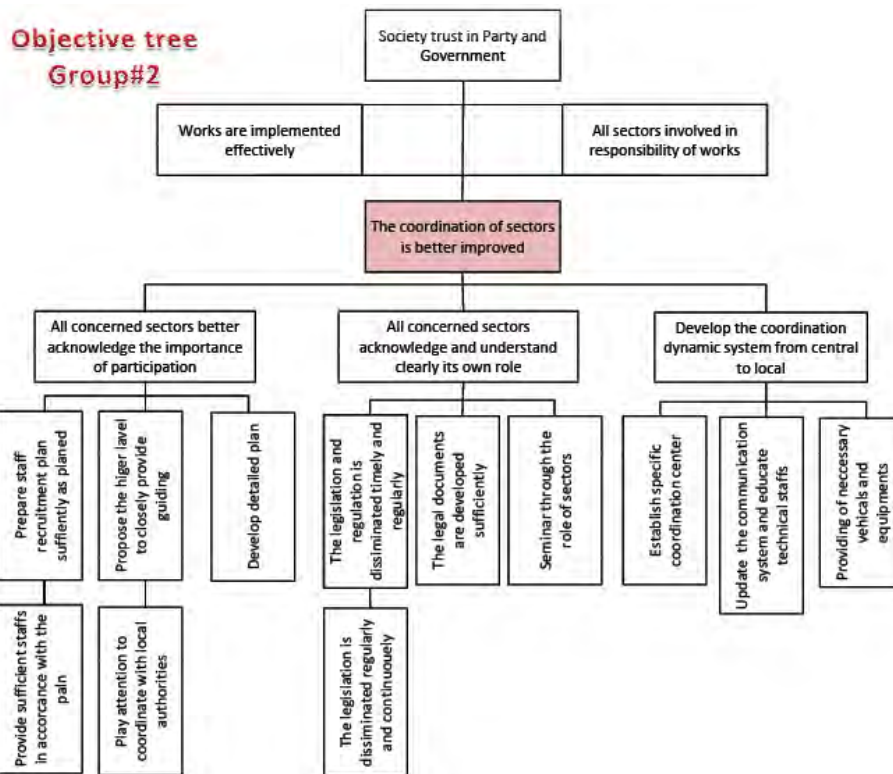 Objective tree
Group#2
Society trust in Party and
Government
Works are implemented
effectively
All sectors involved in
responsibility of works
The coordination of sectors
is better improved
All concerned sectors better
acknowledge the importance
of participation
All concerned sectors
acknowledge and understand
clearly its own role
Develop the coordination
dynamic system from central
to local
Prepare staff
recruitment plan
suffiently as planed
Propose the higer lavel
to closely provide
guiding
Develop detailed plan
The legislation and
regulation is
dissiminated timely and
regularly
The legal documents
are developed
sufficiently
Seminar through the
role of sectors
Establish specific
coordination center
Update the communication
system and educate
technical staffs
Providing of neccessary
vehicals and
equipments
Provide sufficient staffs
in accorcance with the
paln
Play attention to
coordinate with local
authorities
The legislation is
dissiminated regularly
and continuouely